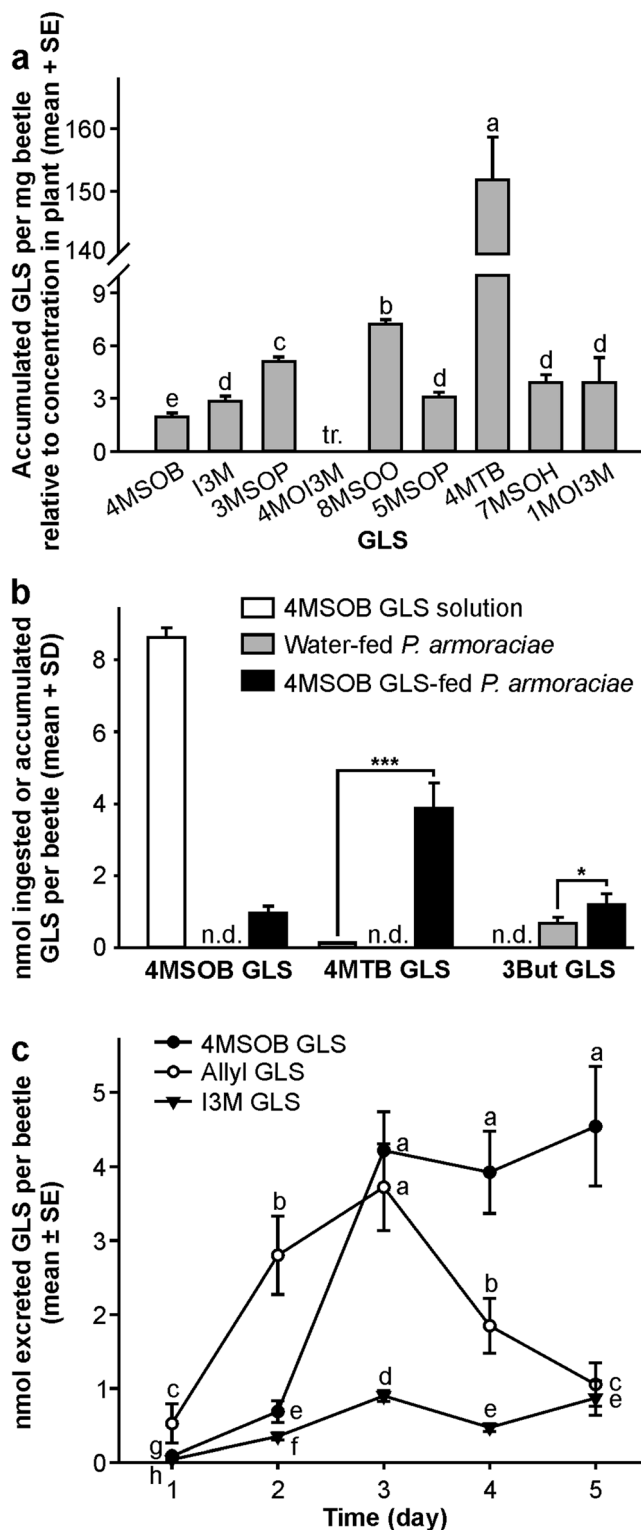 a
Accumulated GLS per mg beetle
relative to concentration in plant (mean + SE)
160
150
140
9
6
3
0
e
d
c
tr.
b
d
a
d
d
4MSOB
I3M
3MSOP
4MOI3M
8MSOO
5MSOP
4MTB
7MSOH
1MOI3M
GLS
b
nmol ingested or accumulated
GLS per beetle (mean + SD)
8
6
4
2
0
4MSOB GLS solution
Water-fed P. armoraciae
4MSOB GLS-fed P. armoraciae
n.d.
***
n.d.
n.d.
*
4MSOB GLS
4MTB GLS
3But GLS
c
nmol excreted GLS per beetle
(mean ± SE)
5
4
3
2
1
0
4MSOB GLS
Allyl GLS
I3M GLS
c
g
h
b
e
f
a
a
d
a
b
e
a
c
e
1 2 3 4 5
Time (day)